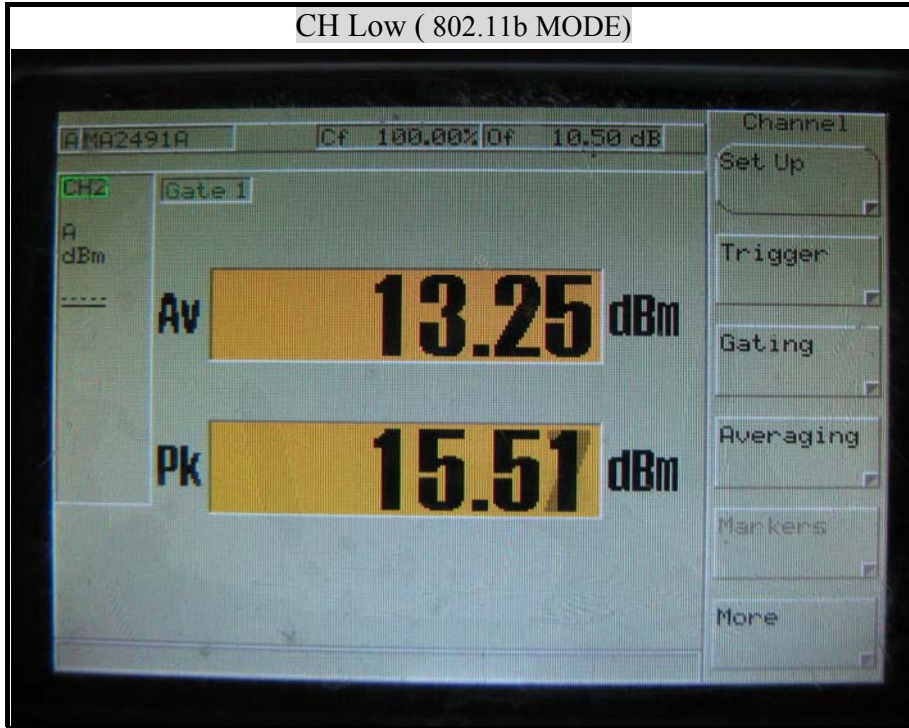 CH Low ( 802.11b MODE)
A MA2491A Cf 100.00% Of 10.50 dB
CH2
A
dBm
-----
Gate 1
Av 13.25 dBm
Pk 15.51 dBm
Channel
Set Up
Trigger
Gating
Averaging
Markers
More